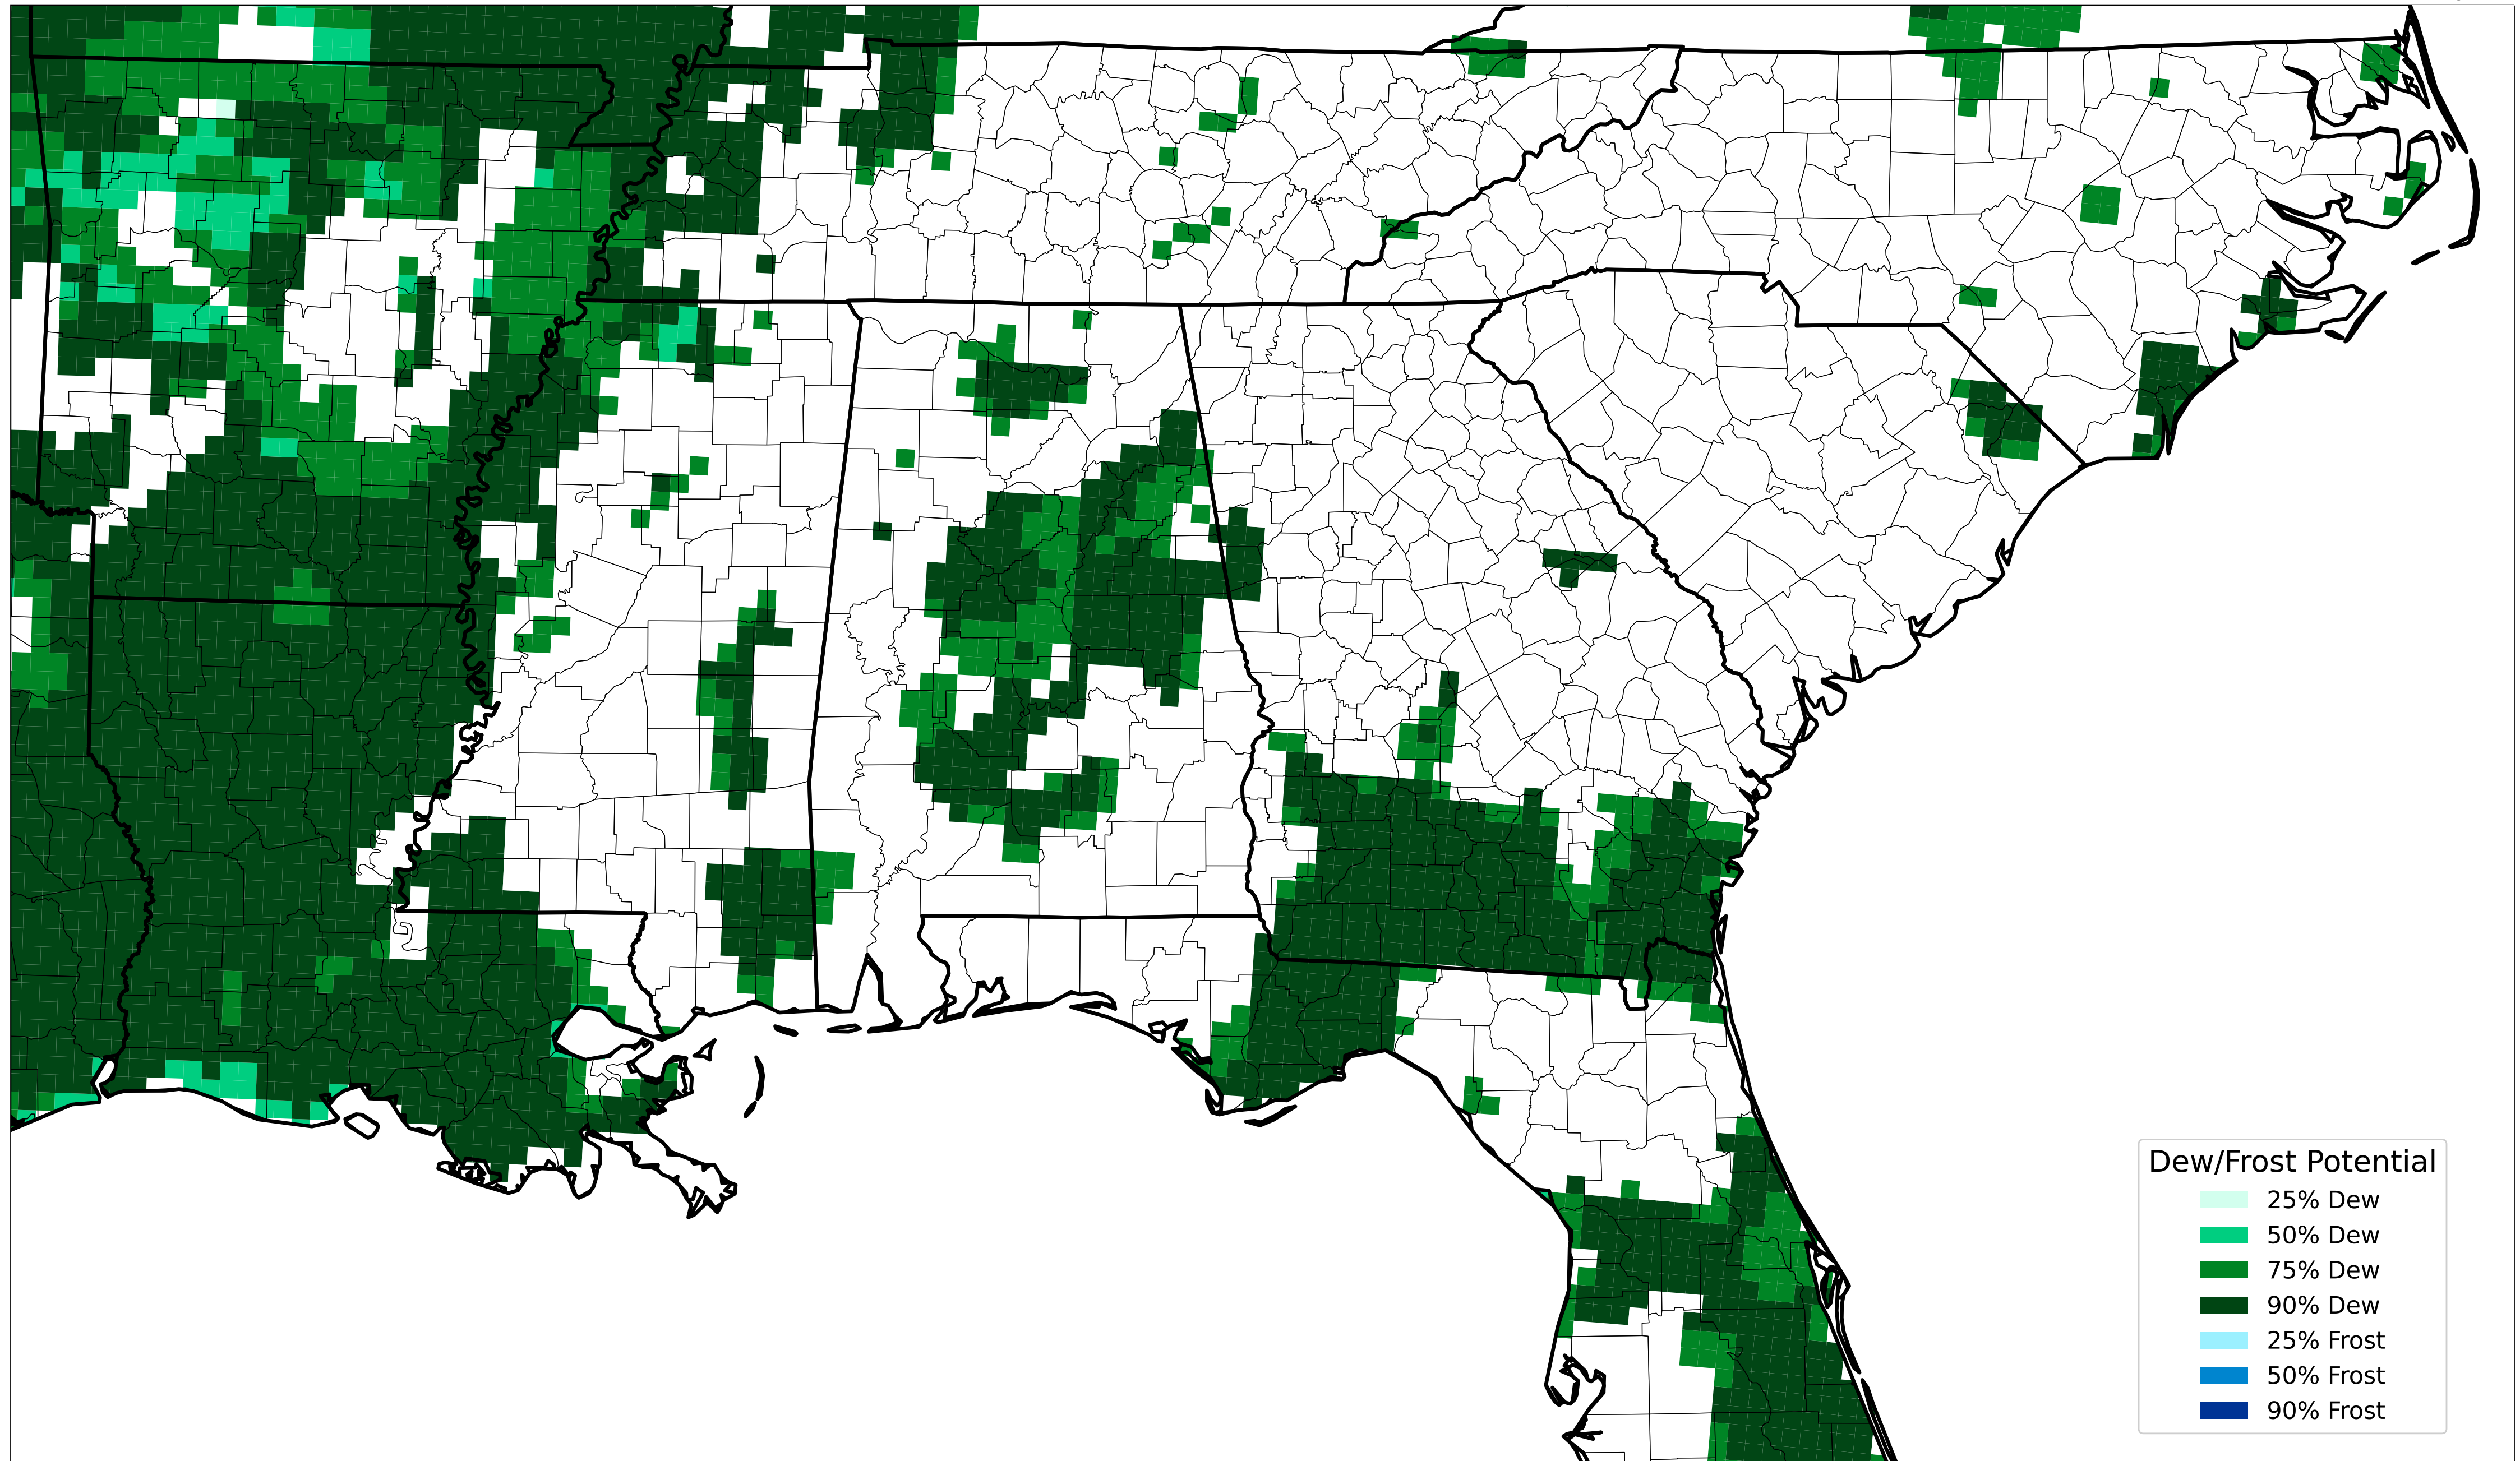 Dew/Frost Potential
25% Dew
50% Dew
75% Dew
90% Dew
25% Frost
50% Frost
90% Frost